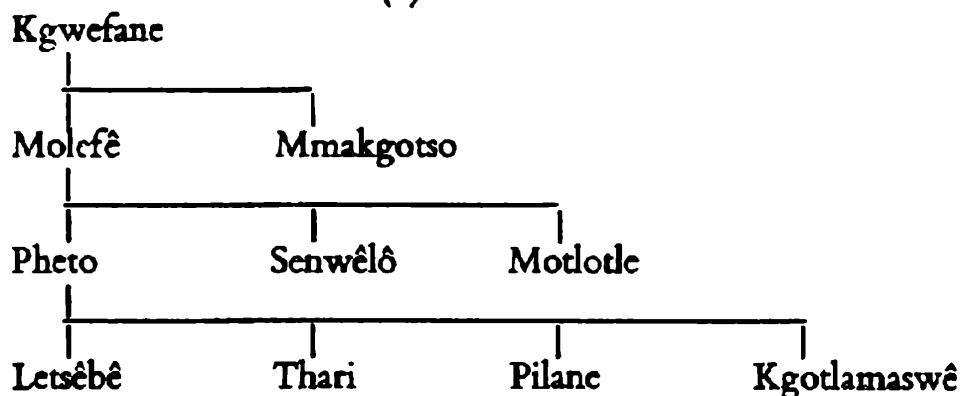 Kgwefane
Molefê Mmakgotso
Pheto Senwêlô Motlotle
Letsêbê Thari Pilane Kgotlamaswê